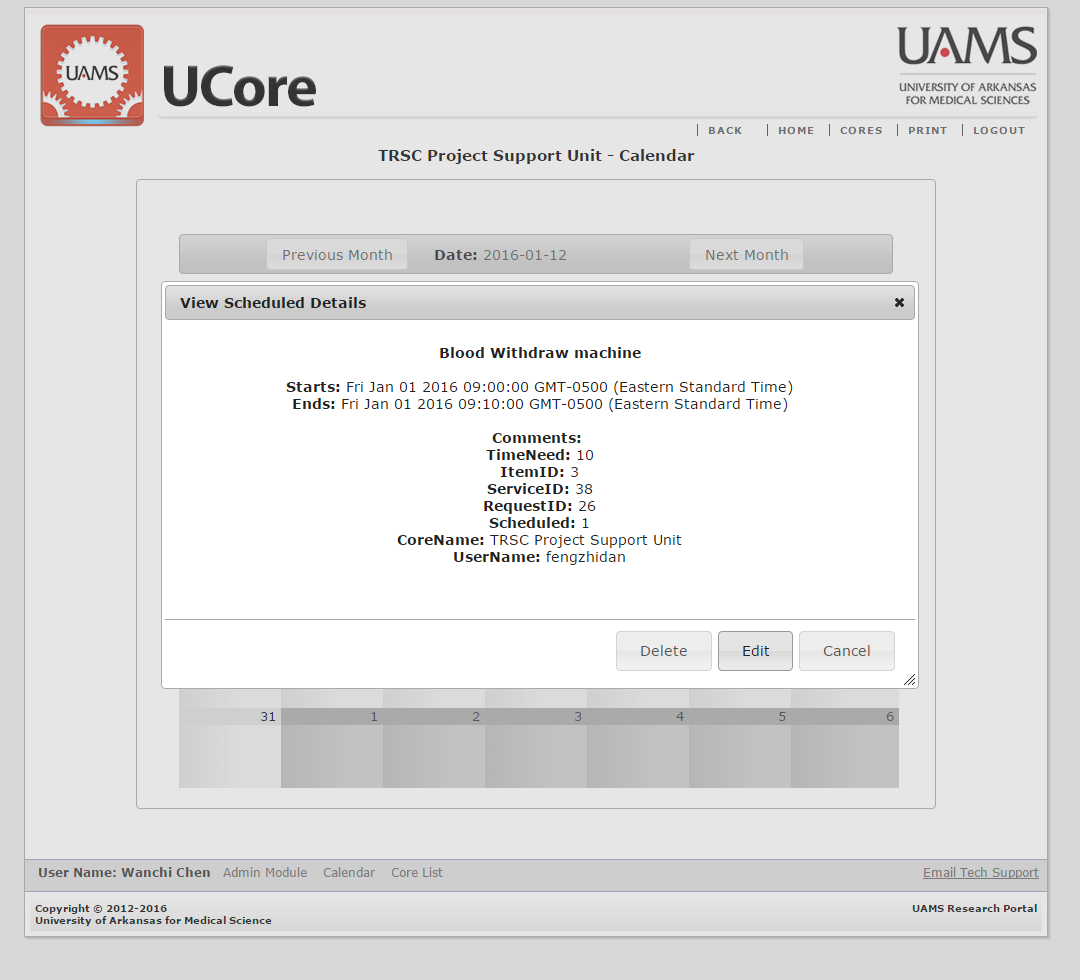 UAMS
UCore
UAMS
UNIVERSITY OF ARKANSAS
FOR MEDICAL SCIENCES
| BACK | HOME | CORES | PRINT | LOGOUT
TRSC Project Support Unit - Calendar
Previous Month Date: 2016-01-12 Next Month
View Scheduled Details
Blood Withdraw machine
Starts: Fri Jan 01 2016 09:00:00 GMT-0500 (Eastern Standard Time)
Ends: Fri Jan 01 2016 09:10:00 GMT-0500 (Eastern Standard Time)
Comments:
TimeNeed: 10
ItemID: 3
ServiceID: 38
RequestID: 26
Scheduled: 1
CoreName: TRSC Project Support Unit
UserName: fengzhidan
Delete Edit Cancel
31 1 2 3 4 5 6
User Name: Wanchi Chen Admin Module Calendar Core List Email Tech Support
Copyright © 2012-2016
University of Arkansas for Medical Science
UAMS Research Portal